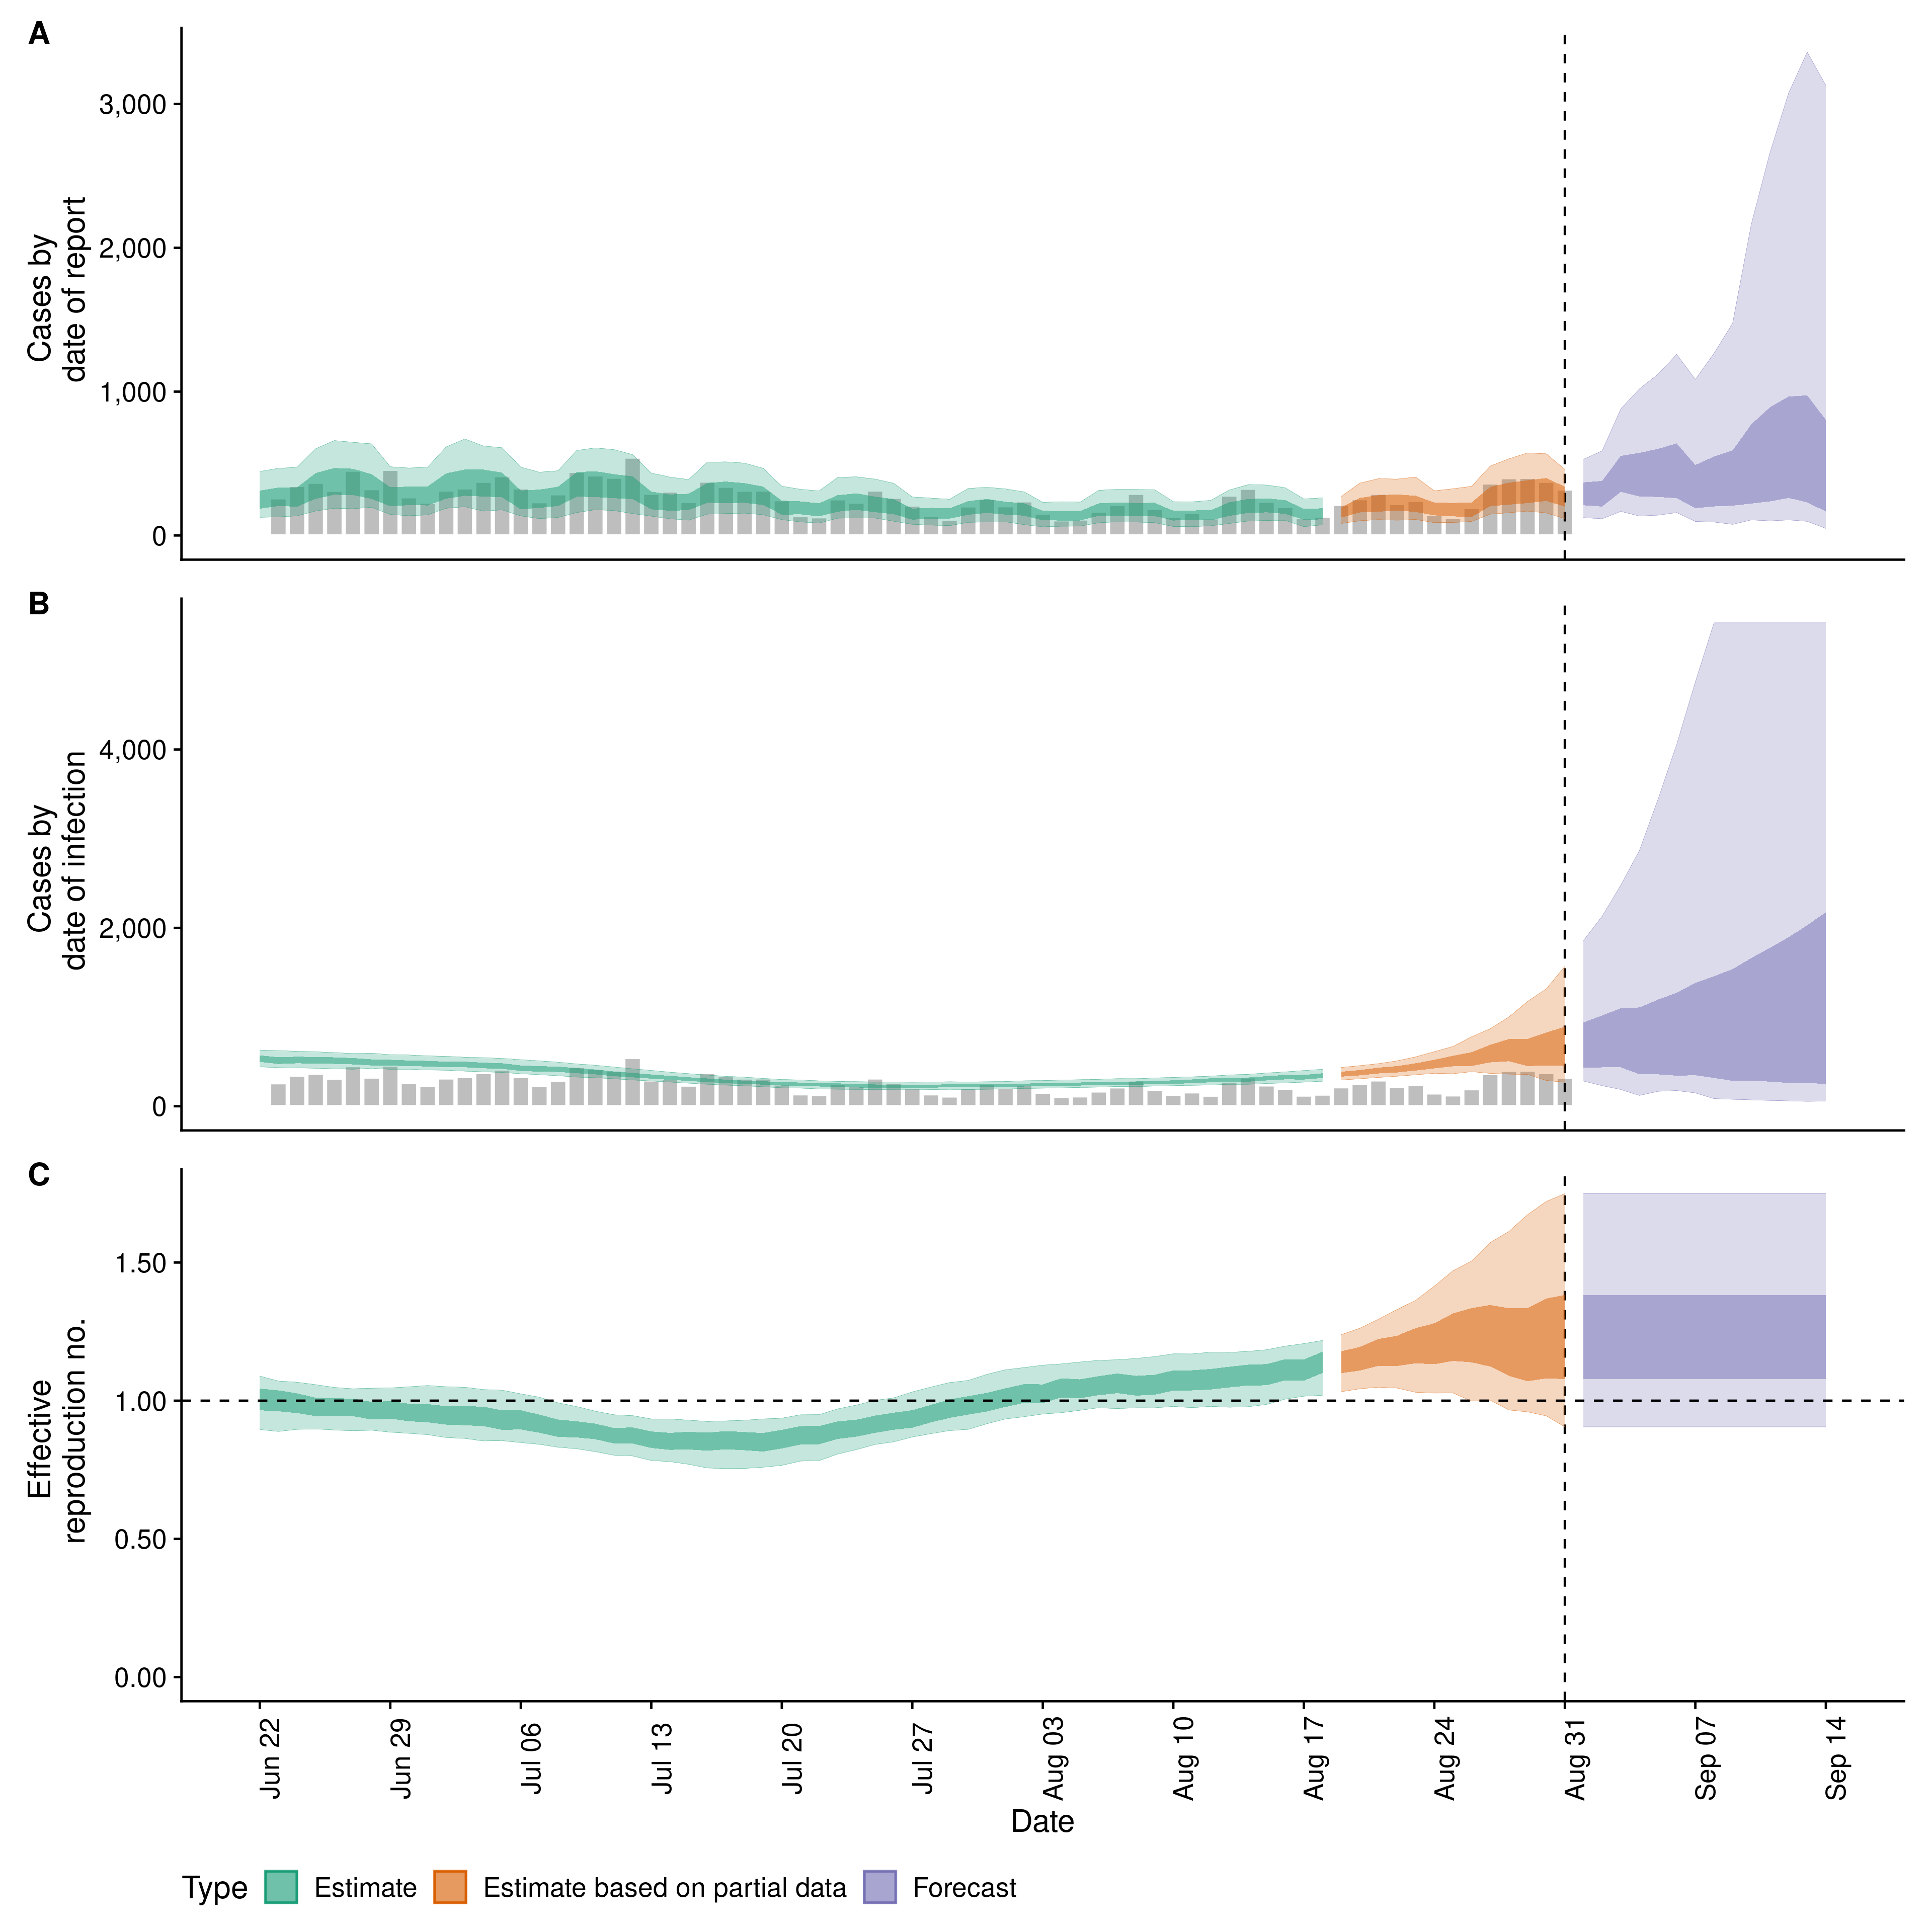 A
Cases by
date of report
3,000
2,000
1,000
0
B
Cases by
date of infection
4,000
2,000
0
C
Effective
reproduction no.
1.50
1.00
0.50
0.00
Jun 22
Jun 29
Jul 06
Jul 13
Jul 20
Jul 27
Aug 03
Aug 10
Aug 17
Aug 24
Aug 31
Sep 07
Sep 14
Date
Type Estimate Estimate based on partial data Forecast